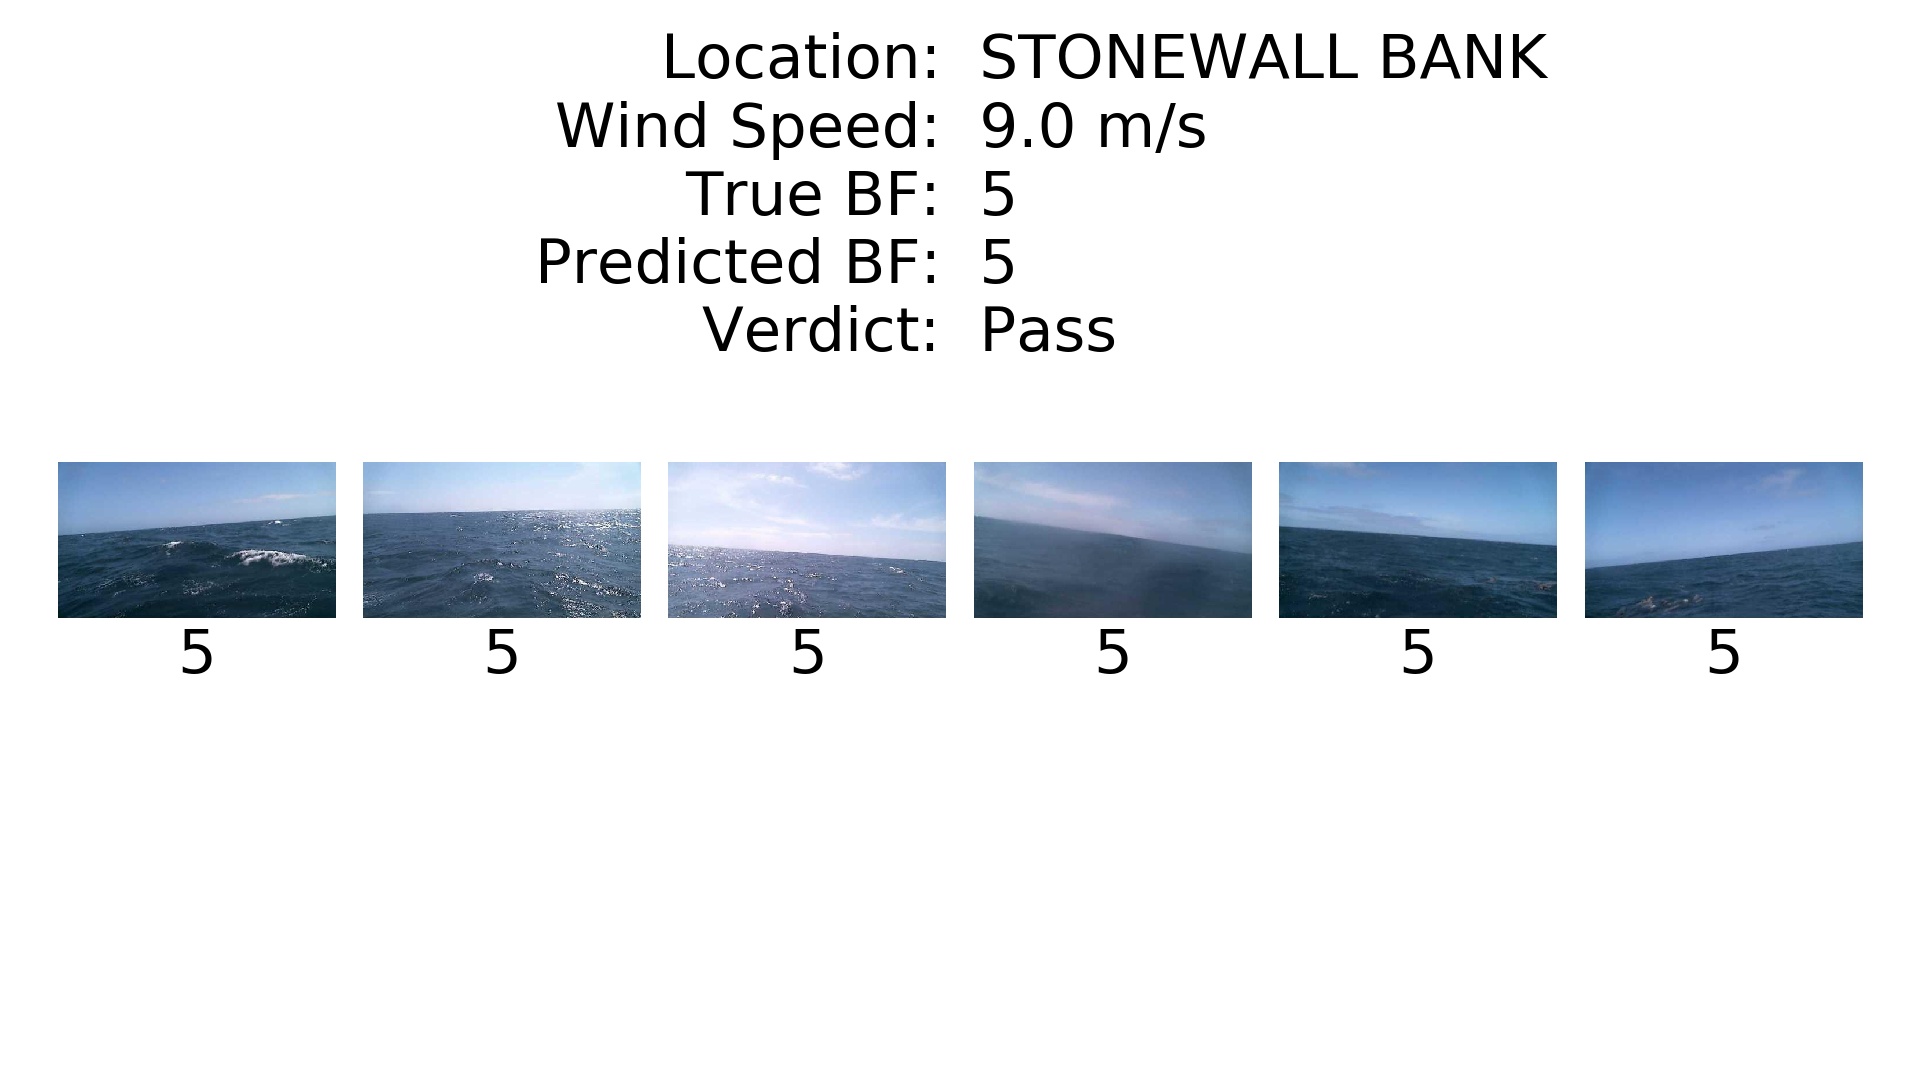 Location: STONEWALL BANK
Wind Speed: 9.0 m/s
True BF: 5
Predicted BF: 5
Verdict: Pass
5 5 5 5 5 5